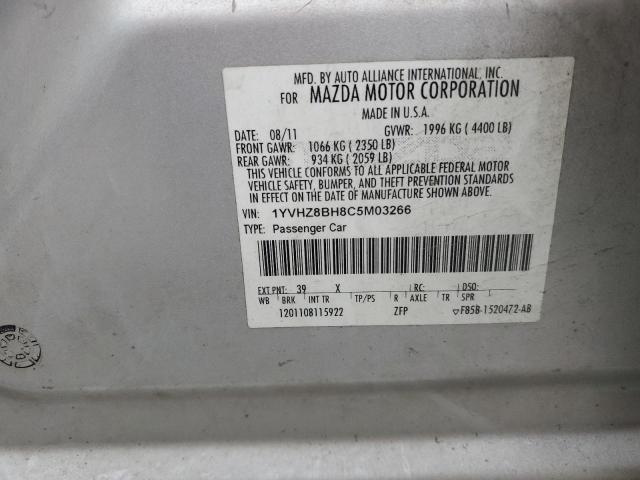 MFD. BY AUTO ALLIANCE INTERNATIONAL, INC.
FOR MAZDA MOTOR CORPORATION
MADE IN U.S.A.
DATE: 08/11 GVWR: 1996 KG ( 4400 LB)
FRONT GAWR: 1066 KG ( 2350 LB)
REAR GAWR: 934 KG ( 2059 LB)
THIS VEHICLE CONFORMS TO ALL APPLICABLE FEDERAL MOTOR
VEHICLE SAFETY, BUMPER, AND THEFT PREVENTION STANDARDS
IN EFFECT ON THE DATE OF MANUFACTURE SHOWN ABOVE.
VIN: 1YVHZ8BH8C5M03266
TYPE: Passenger Car
EXT PNT: 39 X RC: DSO:
WB BRK INT TR TP/PS R AXLE TR SPR
1201108115922 ZFP ▽F85B-1520472-AB